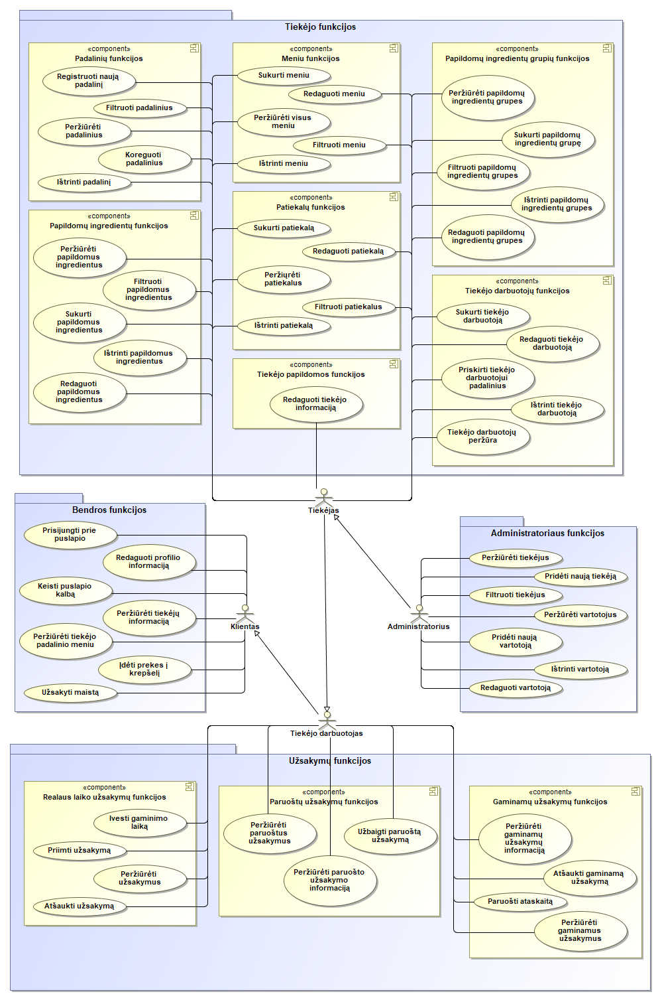 Tiekėjo funkcijos
«component»
Padalinių funkcijos
Registruoti naują
padalinį
Filtruoti padalinius
Peržiūrėti
padalinius
Koreguoti
padalinius
Ištrinti padalinį
«component»
Meniu funkcijos
Sukurti meniu
Redaguoti meniu
Peržiūrėti visus
meniu
Filtruoti meniu
Ištrinti meniu
«component»
Papildomų ingredientų grupių funkcijos
Peržiūrėti papildomų
ingredientų grupes
Sukurti papildomų
ingredientų grupę
Filtruoti papildomų
ingredientų grupes
Ištrinti papildomų
ingredientų grupes
Redaguoti papildomų
ingredientų grupes
«component»
Papildomų ingredientų funkcijos
Peržiūrėti
papildomus
ingredientus
Filtruoti
papildomus
ingredientus
Sukurti
papildomus
ingredientus
Ištrinti papildomus
ingredientus
Redaguoti
papildomus
ingredientus
«component»
Patiekalų funkcijos
Sukurti patiekalą
Redaguoti patiekalą
Peržiųrėti
patiekalus
Filtruoti patiekalus
Ištrinti patiekalą
«component»
Tiekėjo darbuotojų funkcijos
Sukurti tiekėjo
darbuotoją
Redaguoti tiekėjo
darbuotoją
Priskirti tiekėjo
darbuotojui
padalinius
Ištrinti tiekėjo
darbuotoją
Tiekėjo darbuotojų
peržūra
«component»
Tiekėjo papildomos funckijos
Redaguoti tiekėjo
informaciją
Tiekėjas
Bendros funkcijos
Prisijungti prie
puslapio
Redaguoti profilio
informaciją
Keisti puslapio
kalbą
Peržiūrėti tiekėjų
informaciją
Peržiūrėti tiekėjo
padalinio meniu
Įdėti prekes į
krepšelį
Užsakyti maistą
Klientas
Administratorius
Administratoriaus funkcijos
Peržiūrėti tiekėjus
Pridėti naują tiekėją
Filtruoti tiekėjus
Peržūrėti vartotojus
Pridėti naują
vartotoją
Ištrinti vartotoją
Redaguoti vartotoją
Tiekėjo darbuotojas
Užsakymų funkcijos
«component»
Realaus laiko užsakymų funkcijos
Ivesti gaminimo
laiką
Priimti užsakymą
Peržiūrėti
užsakymus
Atšaukti užsakymą
«component»
Paruoštų užsakymų funkcijos
Peržiūrėti
paruoštus
užsakymus
Užbaigti paruoštą
užsakymą
Peržiūrėti paruošto
užsakymo
informaciją
«component»
Gaminamų užsakymų funkcijos
Peržiūrėti
gaminamų
užsakymų
informaciją
Atšaukti gaminamą
užsakymą
Paruošti ataskaitą
Peržiūrėti
gaminamus
užsakymus